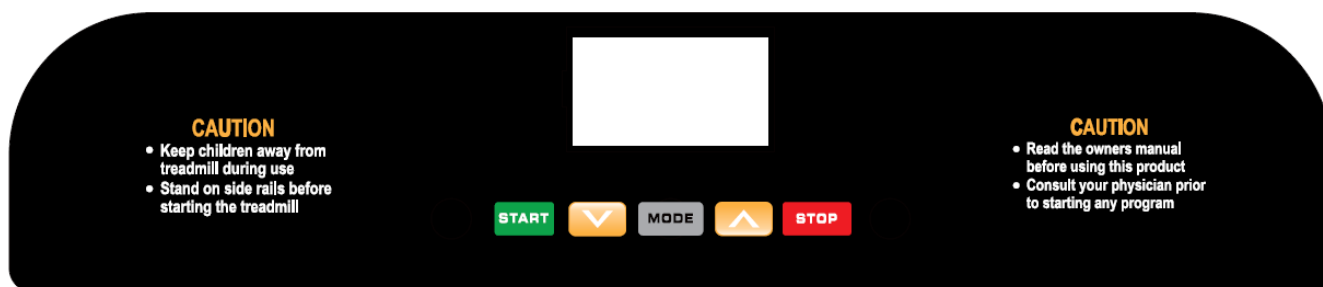 CAUTION
• Keep children away from
treadmill during use
• Stand on side rails before
starting the treadmill
START
MODE
STOP
CAUTION
• Read the owners manual
before using this product
• Consult your physician prior
to starting any program